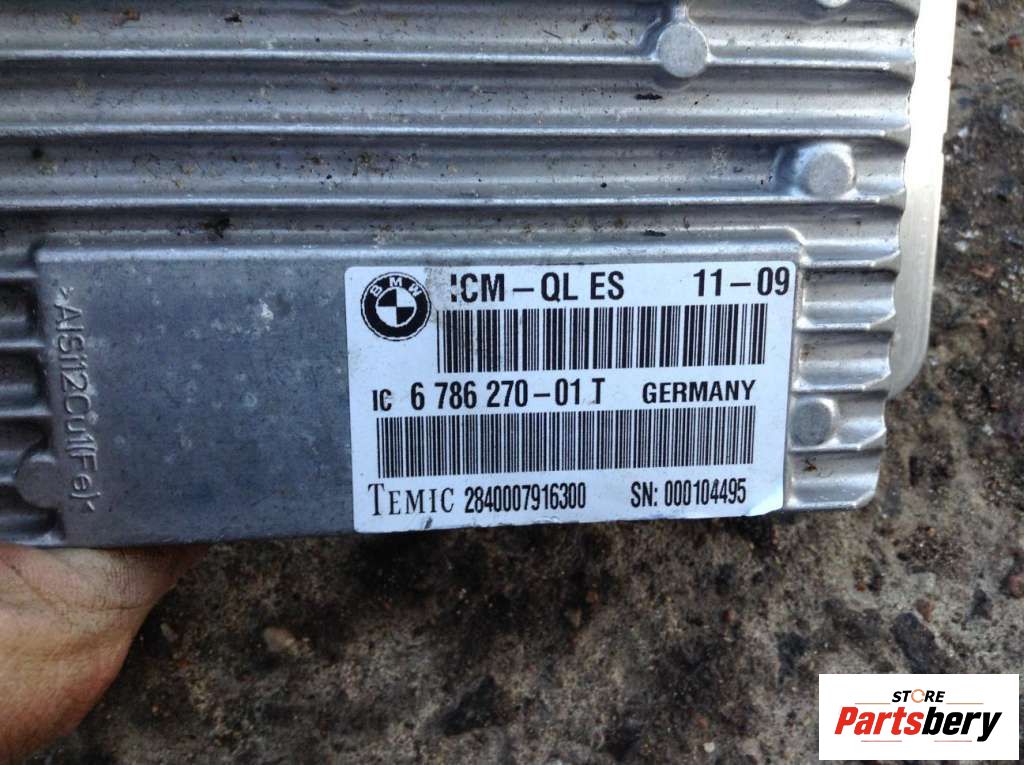 BMW
ICM-QL ES 11-09
IC 6 786 270-01 T GERMANY
TEMIC 2840007916300 SN: 000104495
>AlSi12Cu1(Fe)<
STORE
Partsbery